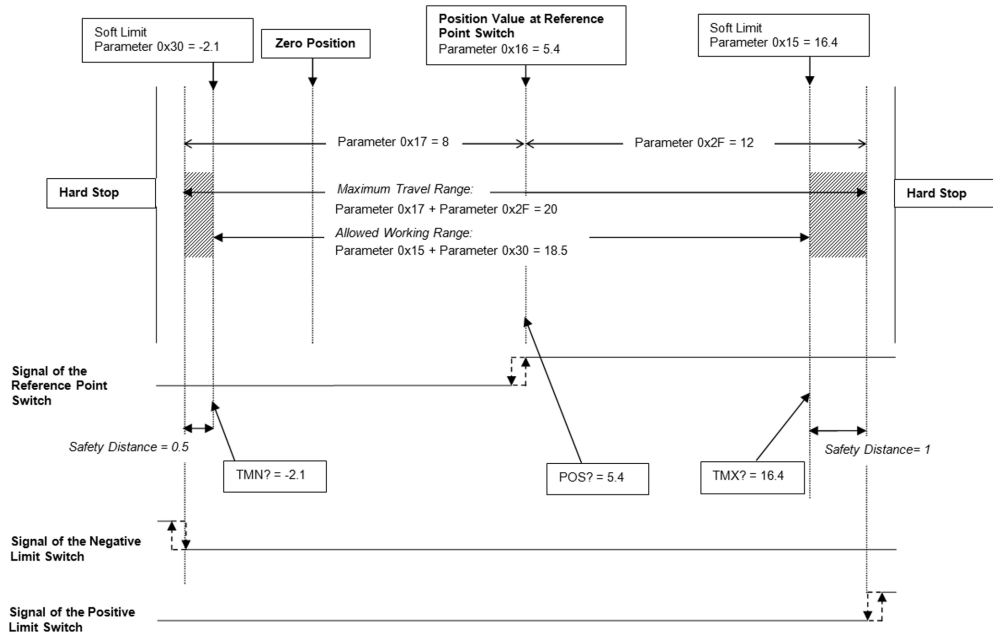 Soft Limit
Parameter 0x30 = -2.1
Zero Position
Position Value at Reference
Point Switch
Parameter 0x16 = 5.4
Soft Limit
Parameter 0x15 = 16.4
Parameter 0x17 = 8
Parameter 0x2F = 12
Hard Stop
Maximum Travel Range:
Parameter 0x17 + Parameter 0x2F = 20
Hard Stop
Allowed Working Range:
Parameter 0x15 + Parameter 0x30 = 18.5
Signal of the
Reference Point
Switch
Safety Distance = 0.5
Safety Distance= 1
TMN? = -2.1
POS? = 5.4
TMX? = 16.4
Signal of the Negative
Limit Switch
Signal of the Positive
Limit Switch